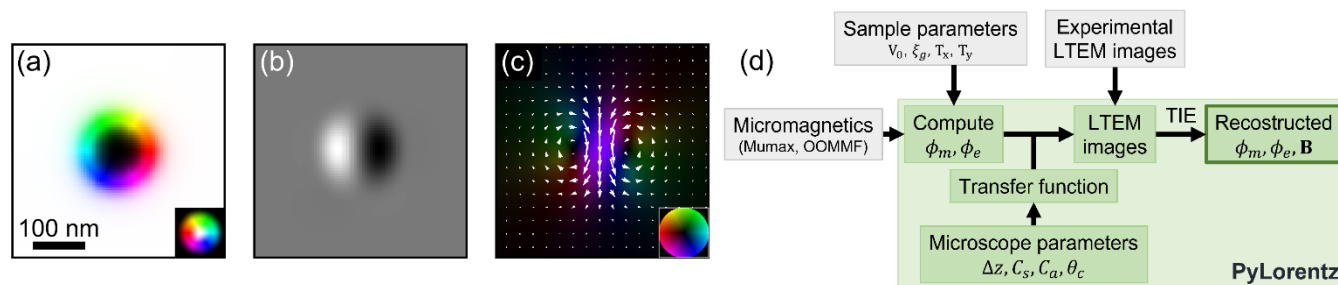 (a)
100 nm
(b)
(c)
(d)
Sample parameters
V₀, ξg, Tx, Ty
Experimental
LTEM images
Micromagnetics
(Mumax, OOMMF)
Compute
ϕm, ϕe
LTEM
images
TIE
Recostructed
ϕm, ϕe, B
Transfer function
Microscope parameters
Δz, Cs, Ca, θc
PyLorentz